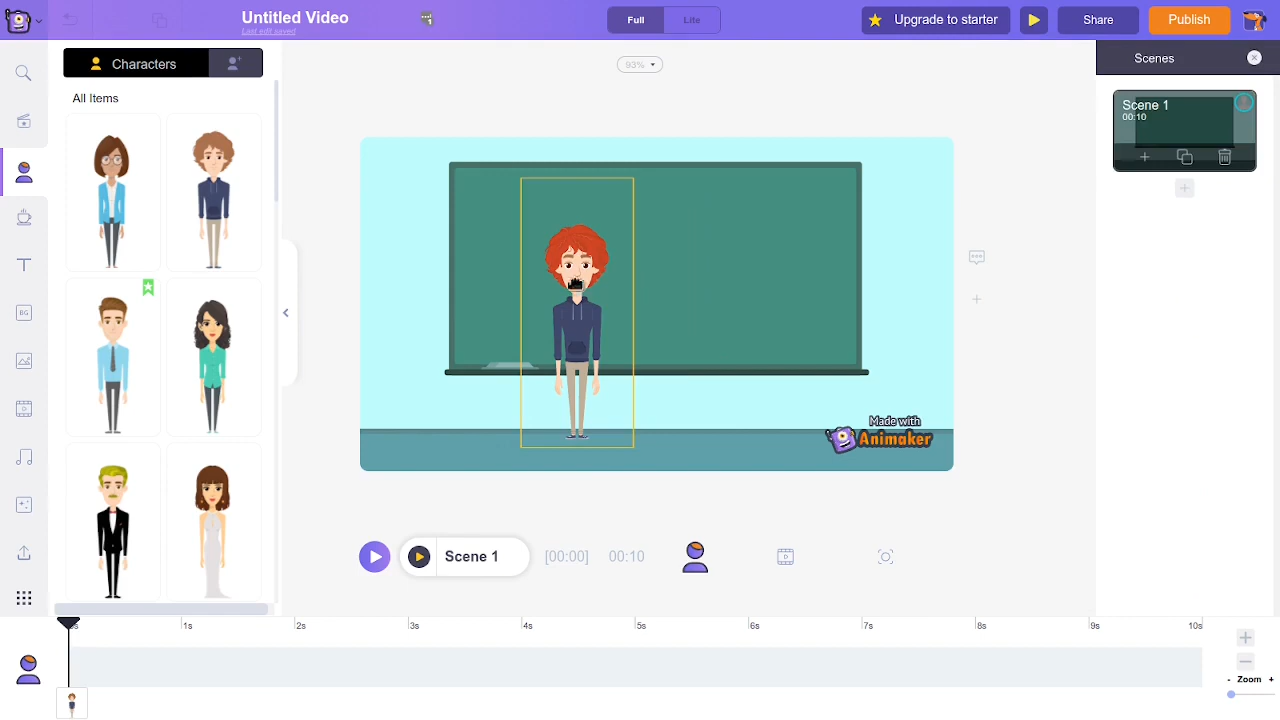 Untitled Video
Last edit saved
Full
Lite
Upgrade to starter
Share
Publish
Characters
All Items
93%
Scenes
Scene 1
00:10
T
BG
Made with
Animaker
Scene 1
[00:00]
00:10
1s
2s
3s
4s
5s
6s
7s
8s
9s
10s
- Zoom +